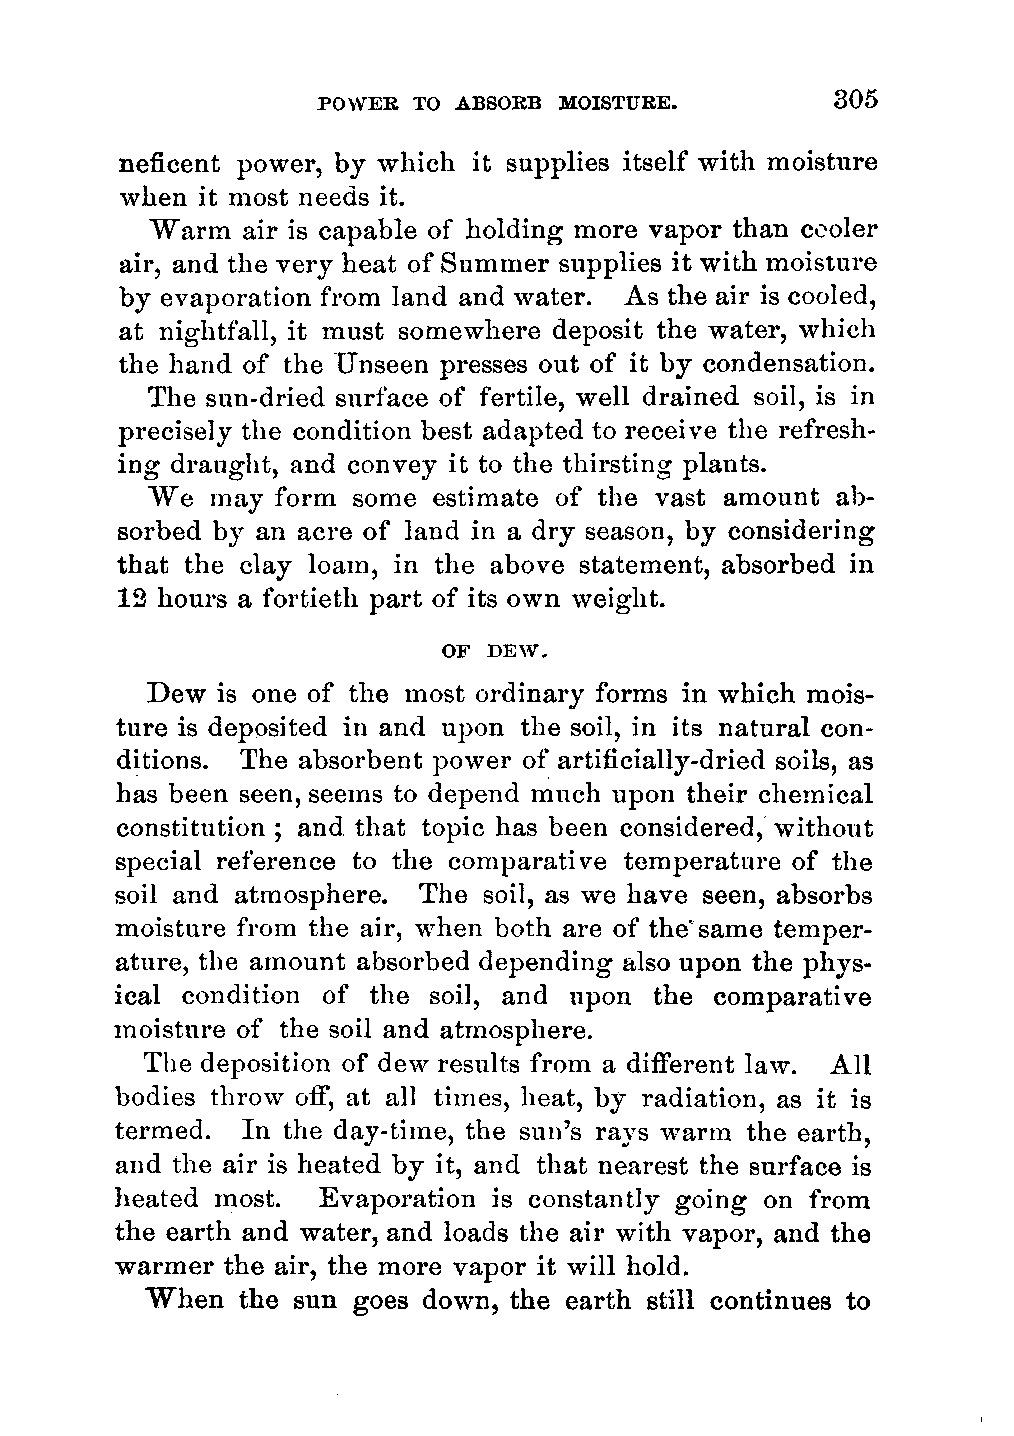 POWER TO ABSORB MOISTURE. 305
neficent power, by which it supplies itself with moisture
when it most needs it.
Warm air is capable of holding more vapor than cooler
air, and the very heat of Summer supplies it with moisture
by evaporation from land and water. As the air is cooled,
at nightfall, it must somewhere deposit the water, which
the hand of the Unseen presses out of it by condensation.
The sun-dried surface of fertile, well drained soil, is in
precisely the condition best adapted to receive the refresh-
ing draught, and convey it to the thirsting plants.
We may form some estimate of the vast amount ab-
sorbed by an acre of land in a dry season, by considering
that the clay loam, in the above statement, absorbed in
12 hours a fortieth part of its own weight.
OF DEW.
Dew is one of the most ordinary forms in which mois-
ture is deposited in and upon the soil, in its natural con-
ditions. The absorbent power of artificially-dried soils, as
has been seen, seems to depend much upon their chemical
constitution ; and that topic has been considered, without
special reference to the comparative temperature of the
soil and atmosphere. The soil, as we have seen, absorbs
moisture from the air, when both are of the same temper-
ature, the amount absorbed depending also upon the phys-
ical condition of the soil, and upon the comparative
moisture of the soil and atmosphere.
The deposition of dew results from a different law. All
bodies throw off, at all times, heat, by radiation, as it is
termed. In the day-time, the sun's rays warm the earth,
and the air is heated by it, and that nearest the surface is
heated most. Evaporation is constantly going on from
the earth and water, and loads the air with vapor, and the
warmer the air, the more vapor it will hold.
When the sun goes down, the earth still continues to